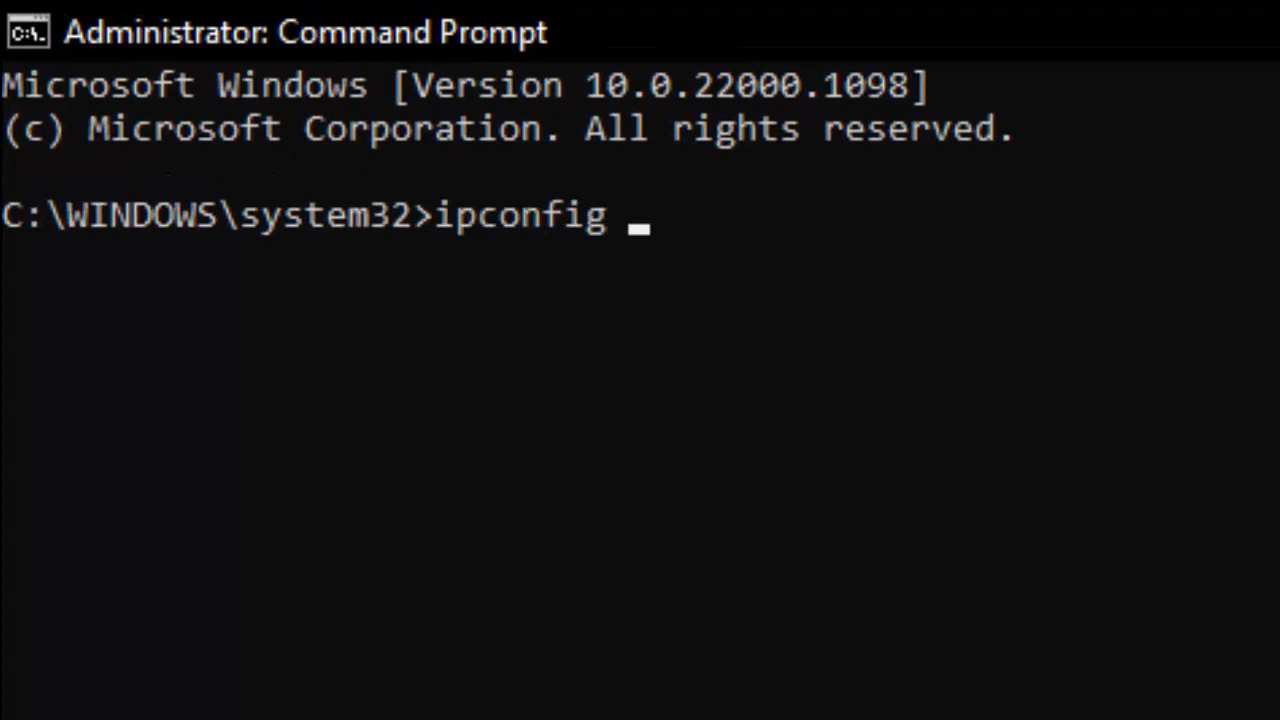 C:\.
Administrator: Command Prompt
Microsoft Windows [Version 10.0.22000.1098]
(c) Microsoft Corporation. All rights reserved.
C:\WINDOWS\system32>ipconfig _